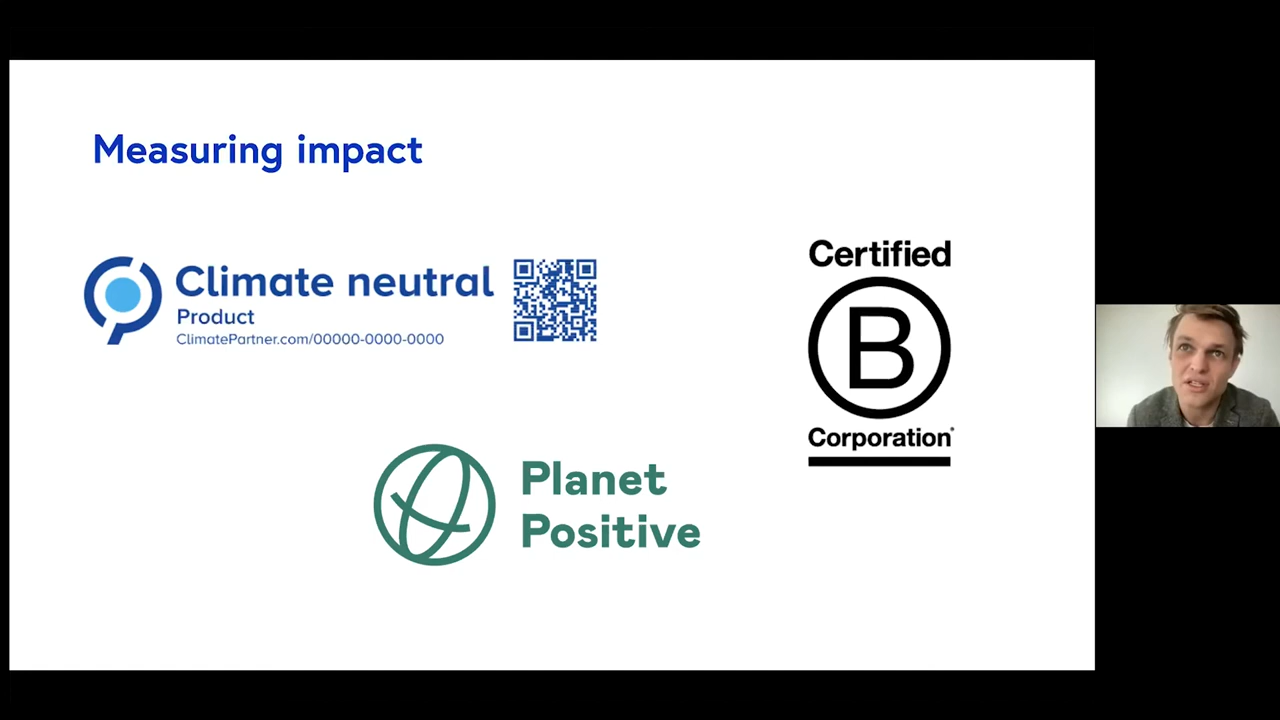 Measuring impact
Climate neutral
Product
ClimatePartner.com/00000-0000-0000
Certified
B
Corporation®
Planet
Positive